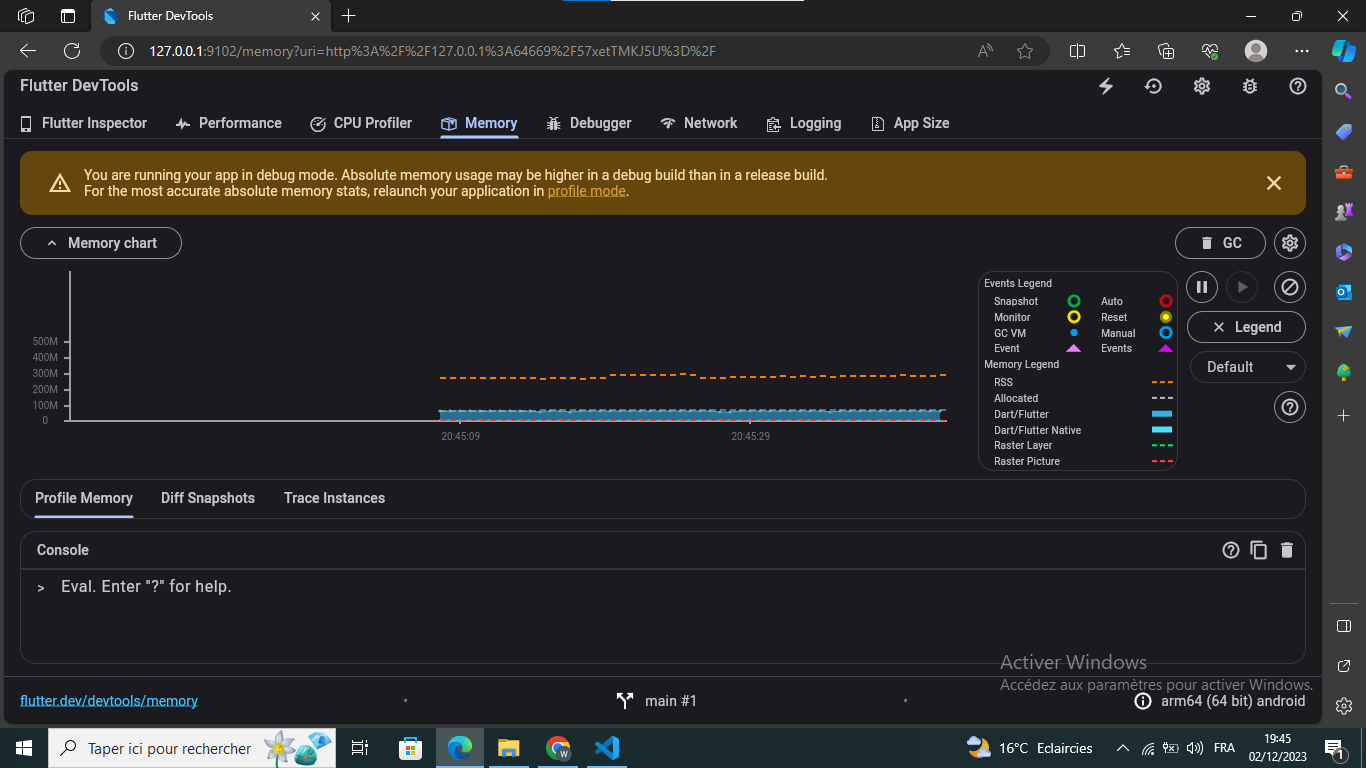 Flutter DevTools
127.0.0.1:9102/memory?uri=http%3A%2F%2F127.0.0.1%3A64669%2F57xetTMKJ5U%3D%2F
Flutter DevTools
Flutter Inspector Performance CPU Profiler Memory Debugger Network Logging App Size
You are running your app in debug mode. Absolute memory usage may be higher in a debug build than in a release build.
For the most accurate absolute memory stats, relaunch your application in profile mode.
Memory chart
GC
500M
400M
300M
200M
100M
0
20:45:09 20:45:29
Events Legend
Snapshot Auto
Monitor Reset
GC VM Manual
Event Events
Memory Legend
RSS
Allocated
Dart/Flutter
Dart/Flutter Native
Raster Layer
Raster Picture
Legend
Default
Profile Memory Diff Snapshots Trace Instances
Console
> Eval. Enter "?" for help.
Activer Windows
Accédez aux paramètres pour activer Windows.
flutter.dev/devtools/memory • main #1 • arm64 (64 bit) android
Taper ici pour rechercher
W
16°C Eclaircies
FRA
19:45
02/12/2023
1